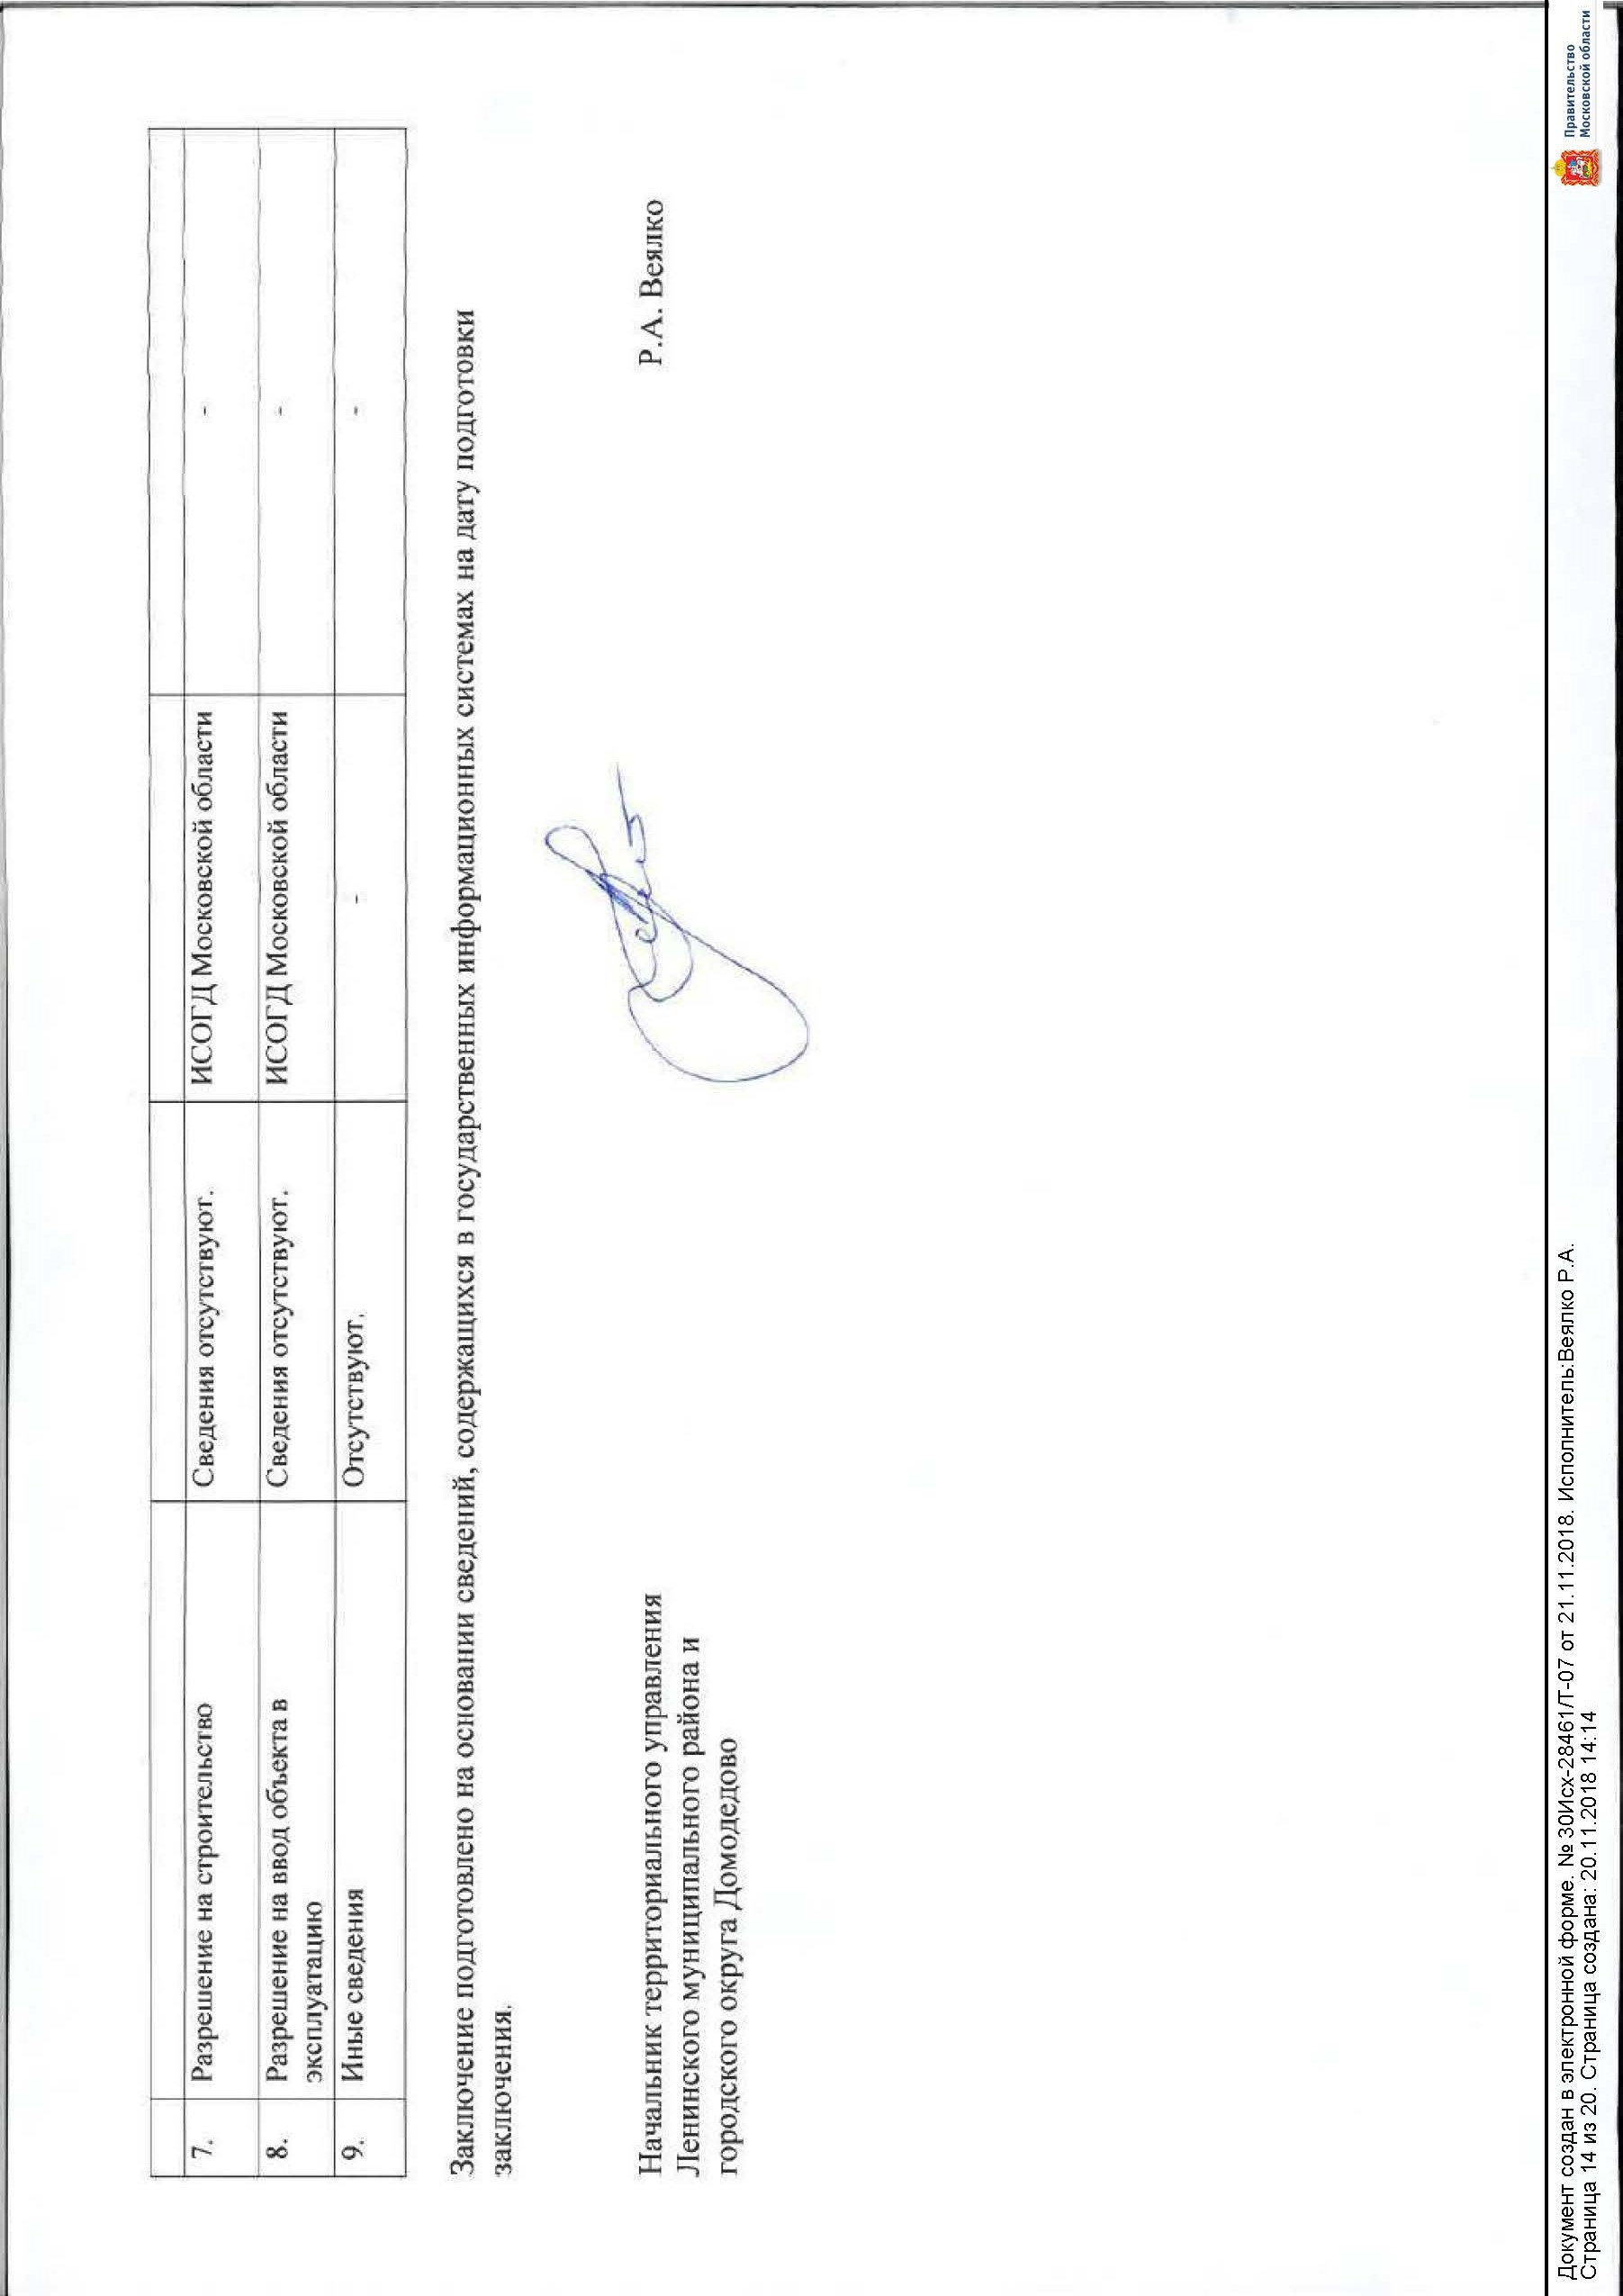 7. Разрешение на строительство Сведения отсутствуют. ИСОГД Московской области -
8. Разрешение на ввод объекта в Сведения отсутствуют. ИСОГД Московской области -
эксплуатацию
9. Иные сведения Отсутствуют. - -
Заключение подготовлено на основании сведений, содержащихся в государственных информационных системах на дату подготовки
заключения.
Начальник территориального управления Р.А. Веялко
Ленинского муниципального района и
городского округа Домодедово
Документ создан в электронной форме. № 30Исх-28461/Т-07 от 21.11.2018. Исполнитель:Веялко Р.А.
Страница 14 из 20. Страница создана: 20.11.2018 14:14
Правительство
Московской области